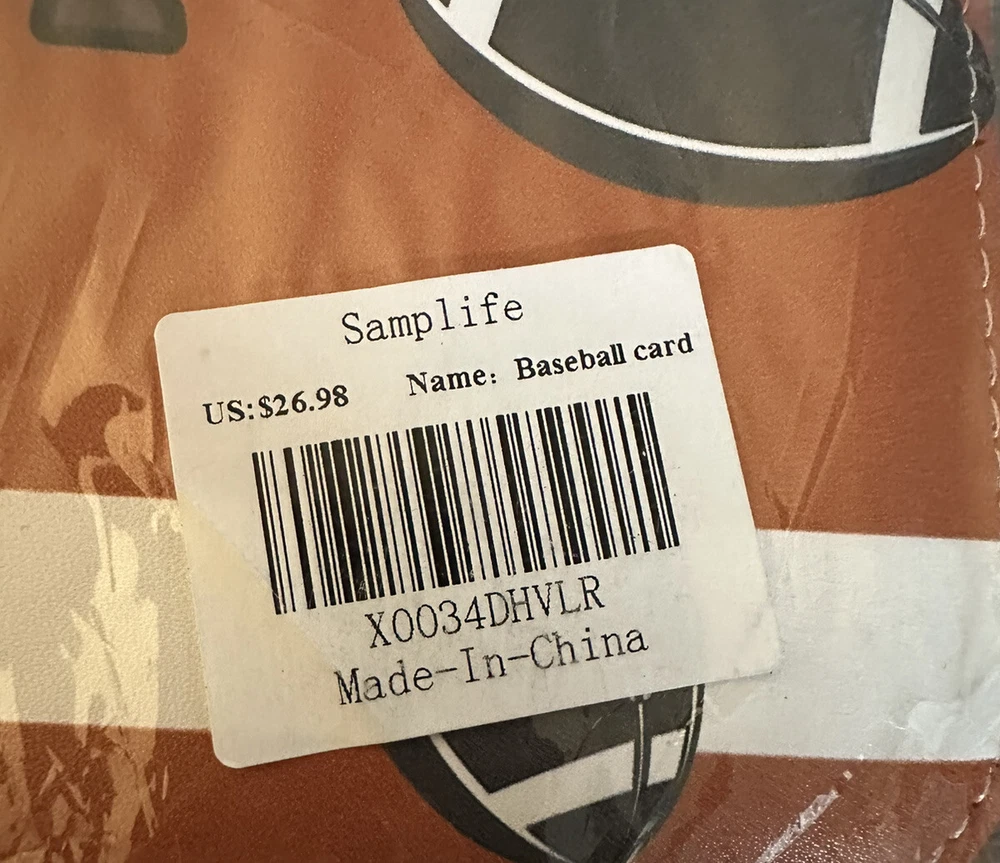 Samplife
US:$26.98 Name: Baseball card
X0034DHVLR
Made-In-China